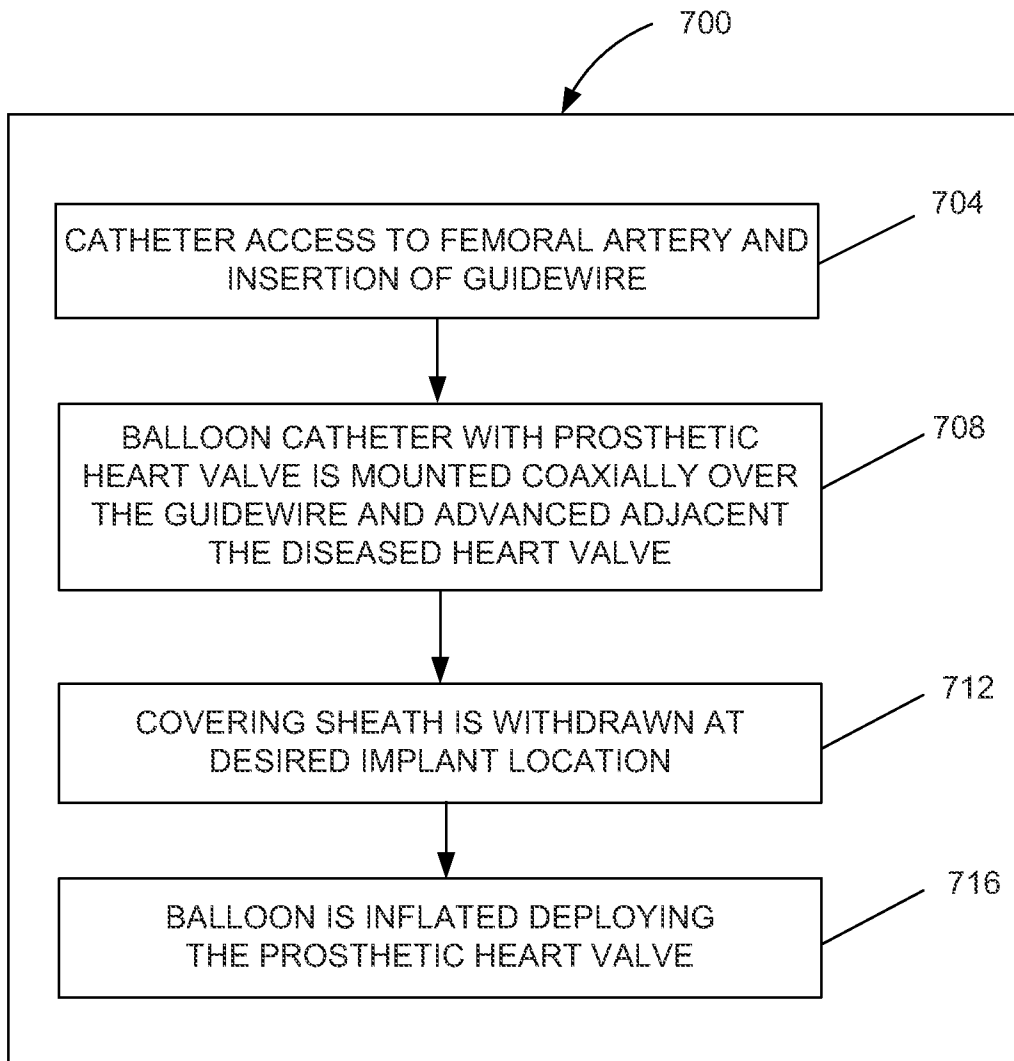 700
704
CATHETER ACCESS TO FEMORAL ARTERY AND
INSERTION OF GUIDEWIRE
708
BALLOON CATHETER WITH PROSTHETIC
HEART VALVE IS MOUNTED COAXIALLY OVER
THE GUIDEWIRE AND ADVANCED ADJACENT
THE DISEASED HEART VALVE
712
COVERING SHEATH IS WITHDRAWN AT
DESIRED IMPLANT LOCATION
716
BALLOON IS INFLATED DEPLOYING
THE PROSTHETIC HEART VALVE